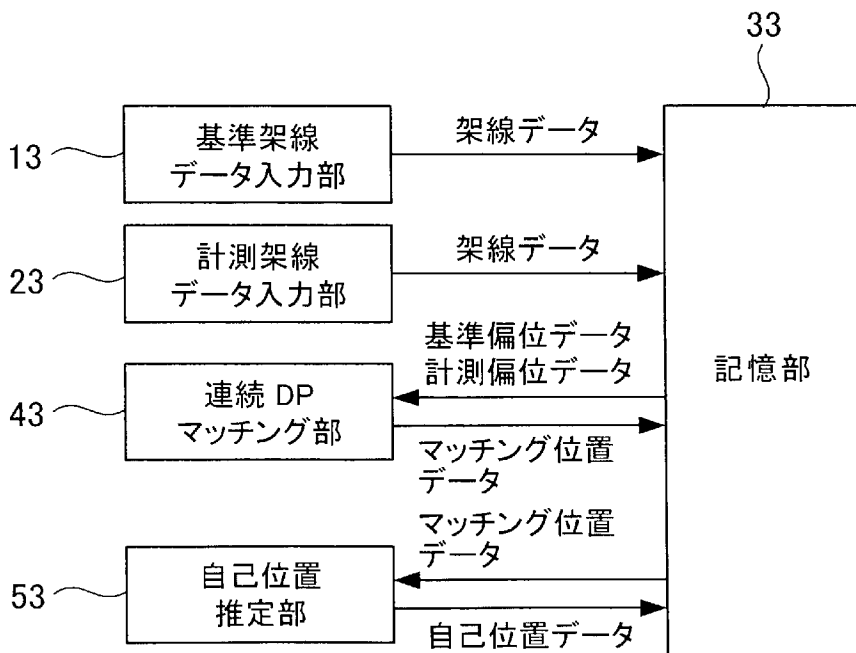 33
13
基準架線
データ入力部
架線データ
23
計測架線
データ入力部
架線データ
基準偏位データ
計測偏位データ
記憶部
43
連続 DP
マッチング部
マッチング位置
データ
マッチング位置
データ
53
自己位置
推定部
自己位置データ